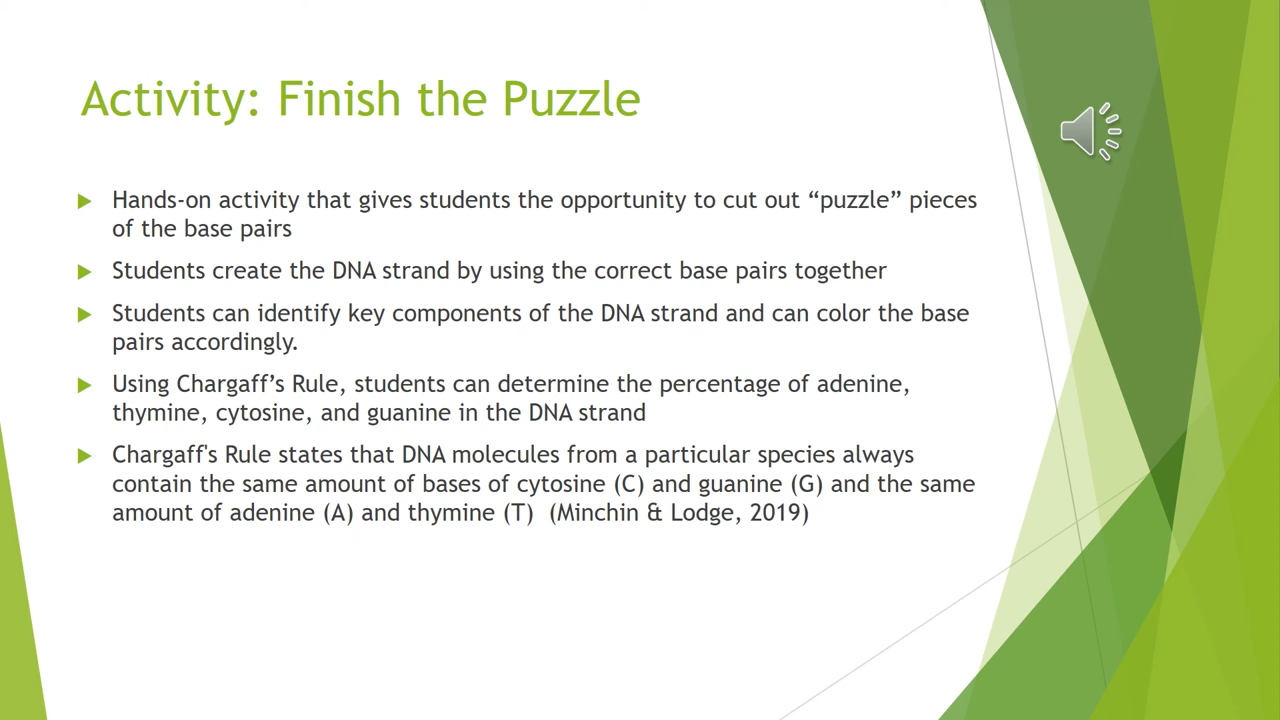 Activity: Finish the Puzzle
Hands-on activity that gives students the opportunity to cut out “puzzle” pieces
of the base pairs
Students create the DNA strand by using the correct base pairs together
Students can identify key components of the DNA strand and can color the base
pairs accordingly.
Using Chargaff’s Rule, students can determine the percentage of adenine,
thymine, cytosine, and guanine in the DNA strand
Chargaff's Rule states that DNA molecules from a particular species always
contain the same amount of bases of cytosine (C) and guanine (G) and the same
amount of adenine (A) and thymine (T)  (Minchin & Lodge, 2019)